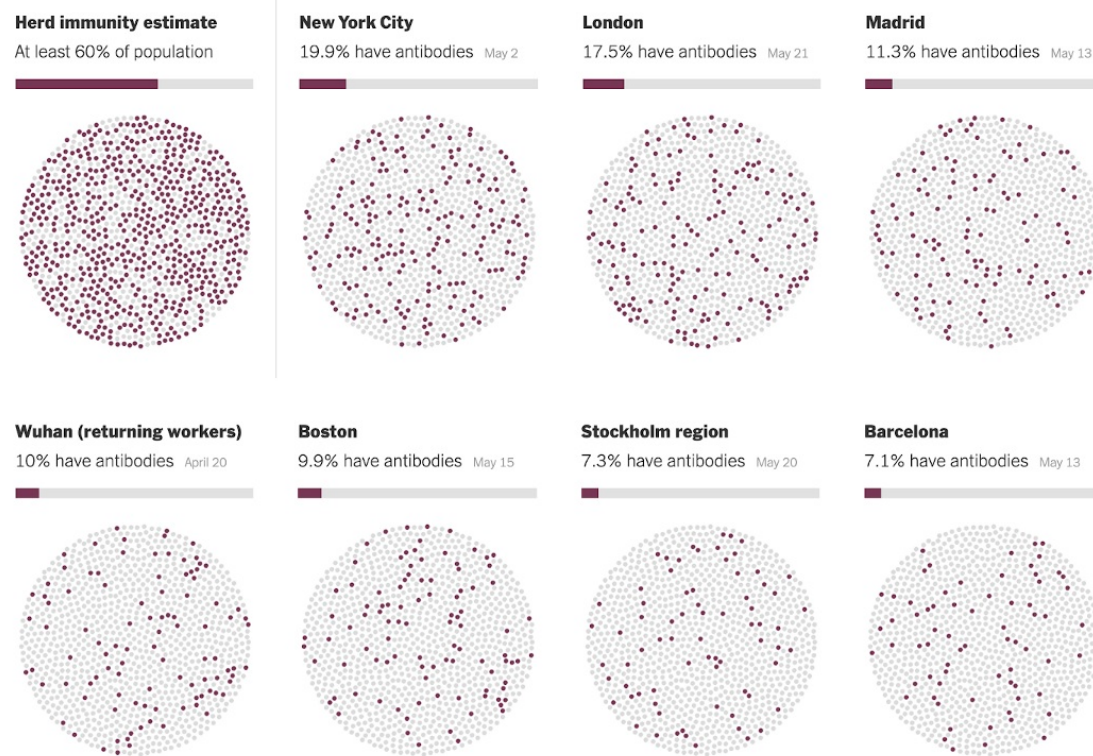 Herd immunity estimate
At least 60% of population
New York City
19.9% have antibodies May 2
London
17.5% have antibodies May 21
Madrid
11.3% have antibodies May 13
Wuhan (returning workers)
10% have antibodies April 20
Boston
9.9% have antibodies May 15
Stockholm region
7.3% have antibodies May 20
Barcelona
7.1% have antibodies May 13